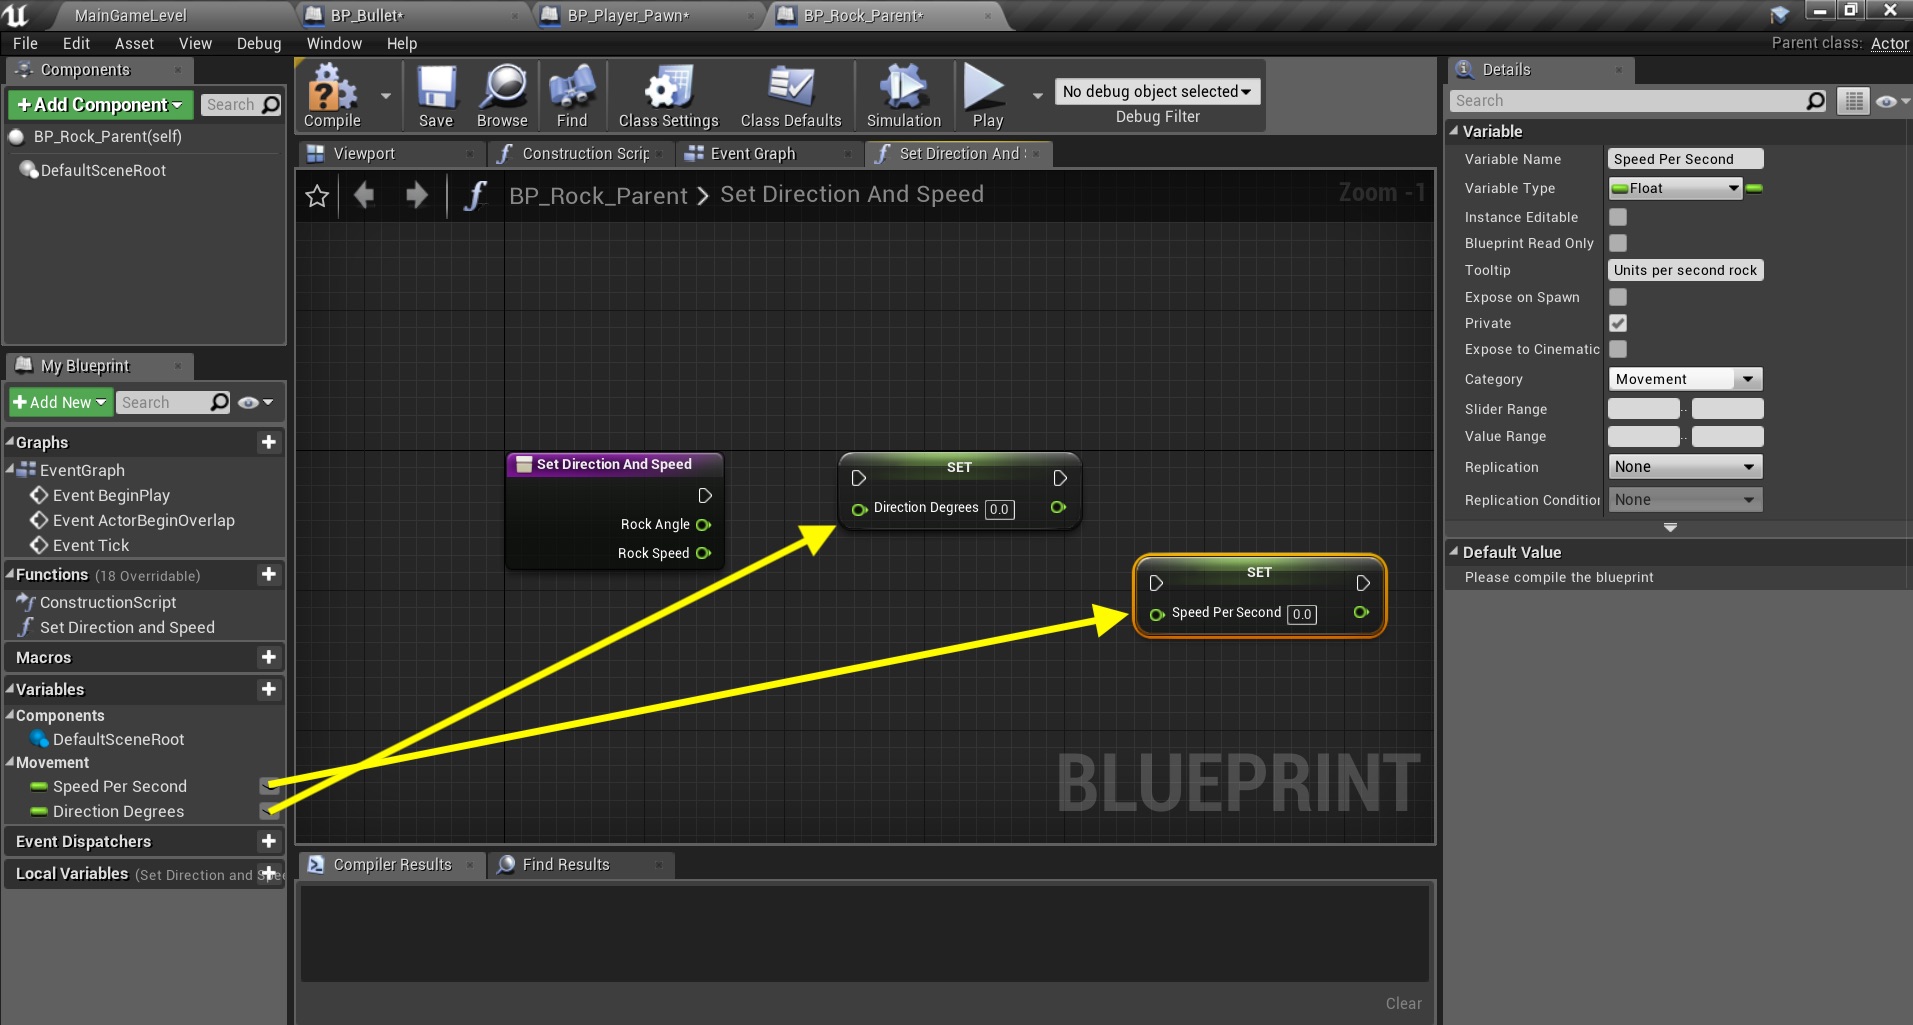 MainGameLevel
BP_Bullet*
BP_Player_Pawn*
BP_Rock_Parent*
File Edit Asset View Debug Window Help
Parent class: Actor
Components
+Add Component
Search
BP_Rock_Parent(self)
DefaultSceneRoot
Compile
Save
Browse
Find
Class Settings
Class Defaults
Simulation
Play
No debug object selected
Debug Filter
Viewport
Construction Scrip
Event Graph
Set Direction And
BP_Rock_Parent > Set Direction And Speed
Zoom -1
My Blueprint
+Add New
Search
Graphs
EventGraph
Event BeginPlay
Event ActorBeginOverlap
Event Tick
Functions (18 Overridable)
ConstructionScript
Set Direction and Speed
Macros
Variables
Components
DefaultSceneRoot
Movement
Speed Per Second
Direction Degrees
Event Dispatchers
Local Variables (Set Direction and Spee
Set Direction And Speed
Rock Angle
Rock Speed
SET
Direction Degrees 0.0
SET
Speed Per Second 0.0
BLUEPRINT
Compiler Results
Find Results
Clear
Details
Search
Variable
Variable Name Speed Per Second
Variable Type Float
Instance Editable
Blueprint Read Only
Tooltip Units per second rock
Expose on Spawn
Private
Expose to Cinematic
Category Movement
Slider Range ..
Value Range ..
Replication None
Replication Conditior None
Default Value
Please compile the blueprint